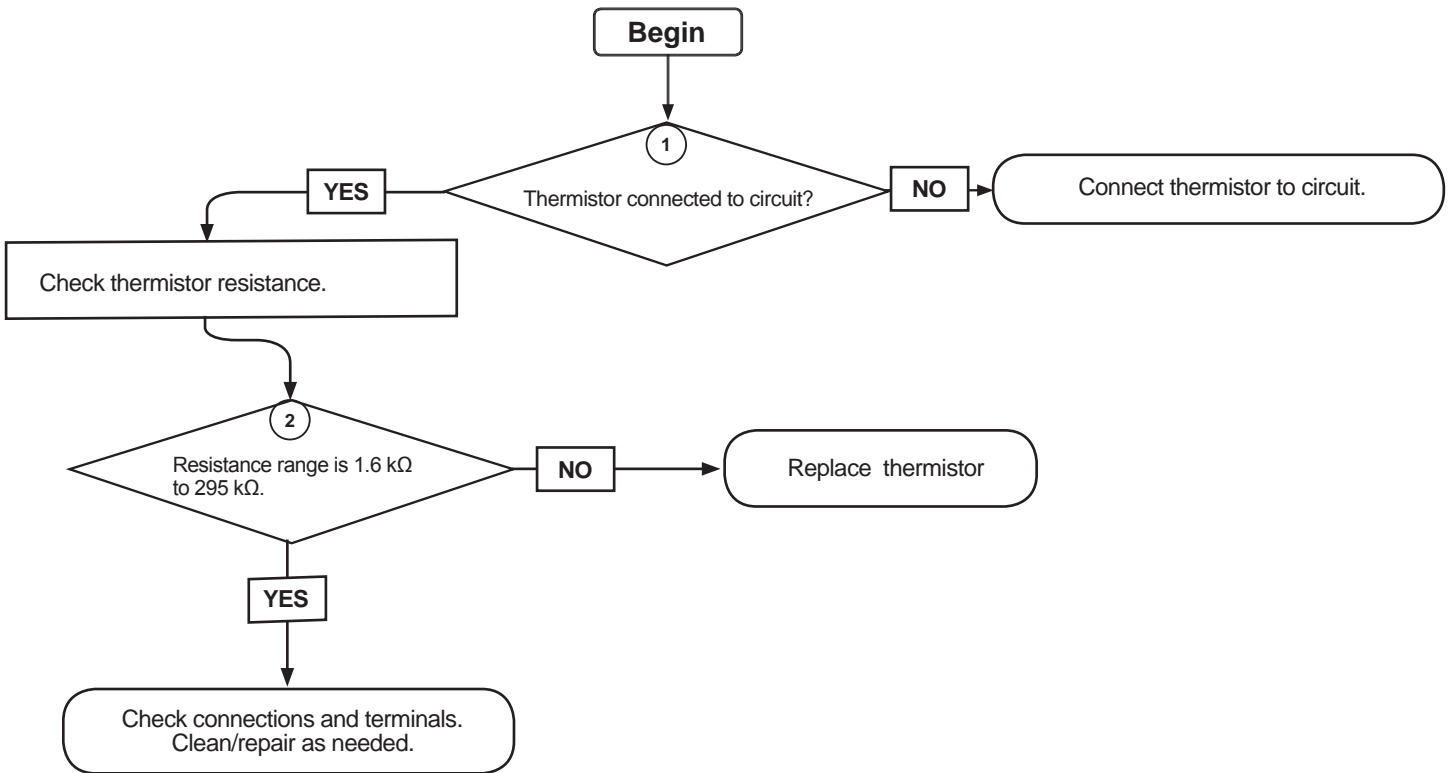 Begin
1
Thermistor connected to circuit?
YES
NO
Connect thermistor to circuit.
Check thermistor resistance.
2
Resistance range is 1.6 kΩ
to 295 kΩ.
NO
Replace thermistor
YES
Check connections and terminals.
Clean/repair as needed.